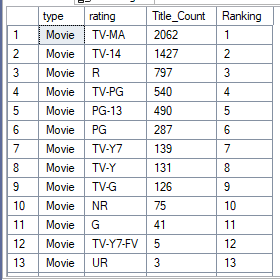 type rating Title_Count Ranking
1 Movie TV-MA 2062 1
2 Movie TV-14 1427 2
3 Movie R 797 3
4 Movie TV-PG 540 4
5 Movie PG-13 490 5
6 Movie PG 287 6
7 Movie TV-Y7 139 7
8 Movie TV-Y 131 8
9 Movie TV-G 126 9
10 Movie NR 75 10
11 Movie G 41 11
12 Movie TV-Y7-FV 5 12
13 Movie UR 3 13